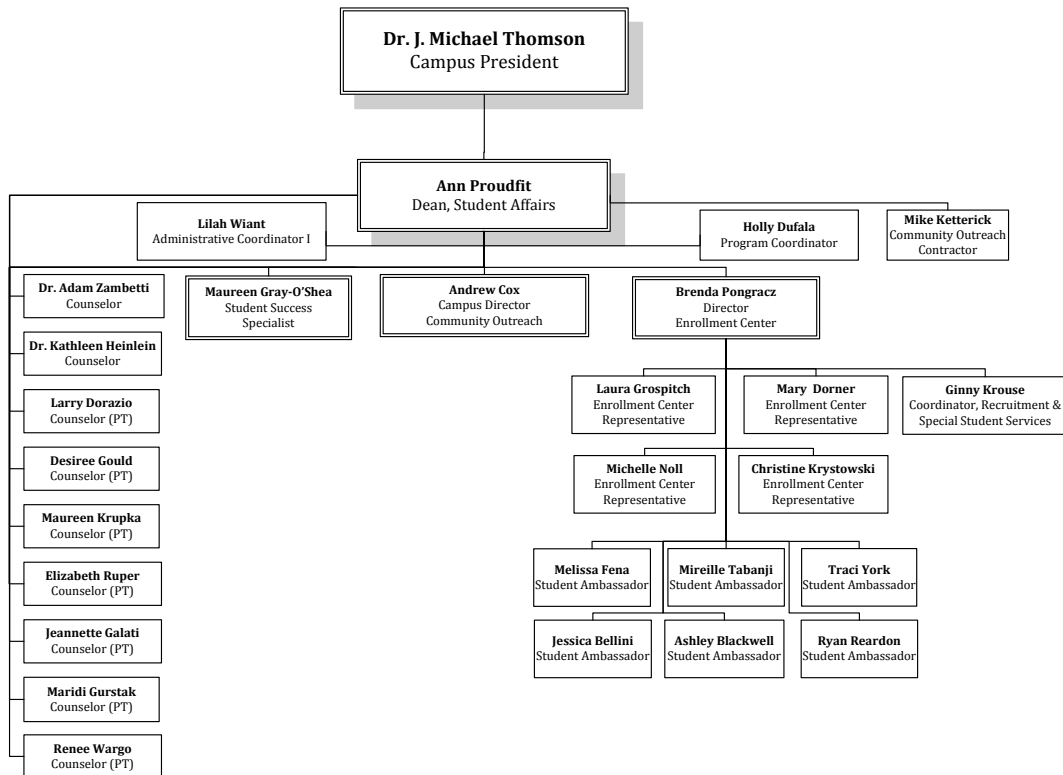 Dr. J. Michael Thomson
Campus President
Ann Proudfit
Dean, Student Affairs
Lilah Wiant
Administrative Coordinator I
Holly Dufala
Program Coordinator
Mike Ketterick
Community Outreach
Contractor
Dr. Adam Zambetti
Counselor
Maureen Gray-O'Shea
Student Success
Specialist
Andrew Cox
Campus Director
Community Outreach
Brenda Pongracz
Director
Enrollment Center
Dr. Kathleen Heinlein
Counselor
Larry Dorazio
Counselor (PT)
Desiree Gould
Counselor (PT)
Maureen Krupka
Counselor (PT)
Elizabeth Ruper
Counselor (PT)
Jeannette Galati
Counselor (PT)
Maridi Gurstak
Counselor (PT)
Renee Wargo
Counselor (PT)
Laura Grospitch
Enrollment Center
Representative
Mary Dorner
Enrollment Center
Representative
Ginny Krouse
Coordinator, Recruitment &
Special Student Services
Michelle Noll
Enrollment Center
Representative
Christine Krystowski
Enrollment Center
Representative
Melissa Fena
Student Ambassador
Mireille Tabanji
Student Ambassador
Traci York
Student Ambassador
Jessica Bellini
Student Ambassador
Ashley Blackwell
Student Ambassador
Ryan Reardon
Student Ambassador